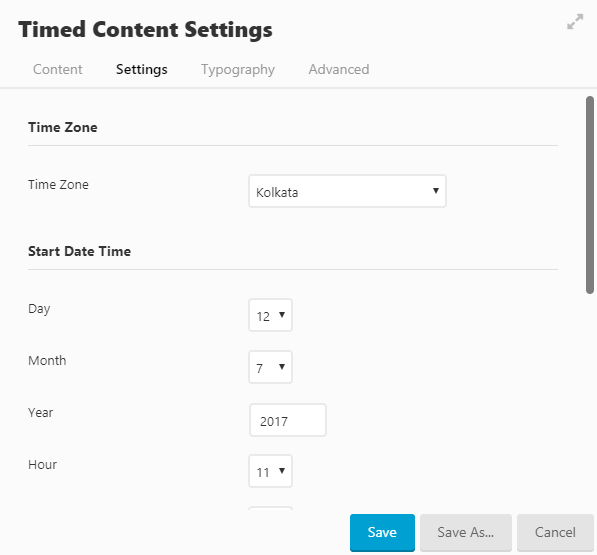 Timed Content Settings
Content Settings Typography Advanced
Time Zone
Time Zone Kolkata
Start Date Time
Day 12
Month 7
Year 2017
Hour 11
Save Save As... Cancel